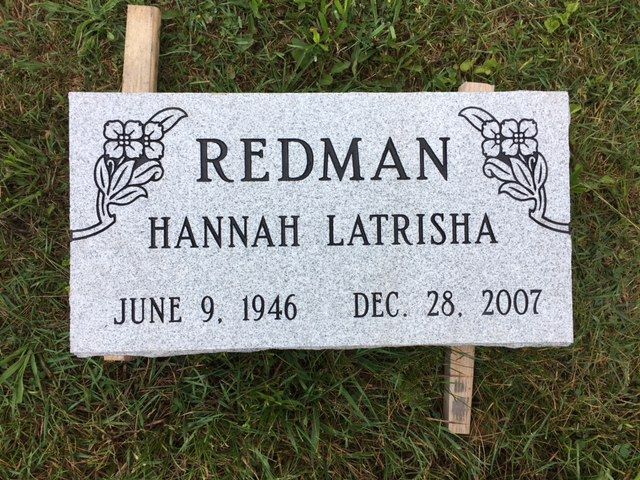 REDMAN
HANNAH LATRISHA
JUNE 9, 1946 DEC. 28, 2007